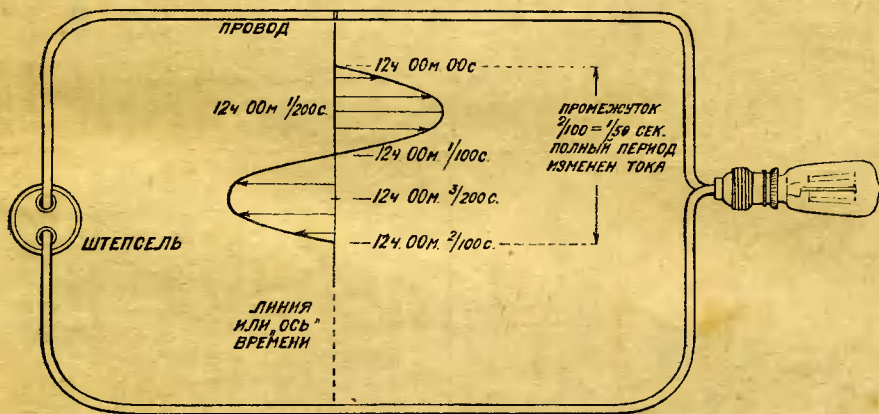 ПРОВОД
12ч 00м 00с
12ч 00м 1/200с.
12ч 00м 1/100с.
12ч 00м. 3/200с.
12ч. 00м. 2/100с.
ПРОМЕЖУТОК
2/100 = 1/50 СЕК.
ПОЛНЫЙ ПЕРИОД
ИЗМЕНЕН ТОКА
ШТЕПСЕЛЬ
ЛИНИЯ
ИЛИ „ОСЬ"
ВРЕМЕНИ